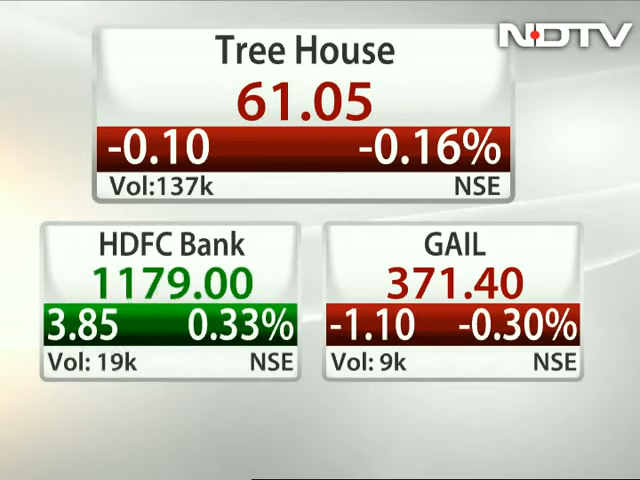 NDTV
Tree House
61.05
-0.10 -0.16%
Vol:137k NSE
HDFC Bank
1179.00
3.85 0.33%
Vol: 19k NSE
GAIL
371.40
-1.10 -0.30%
Vol: 9k NSE